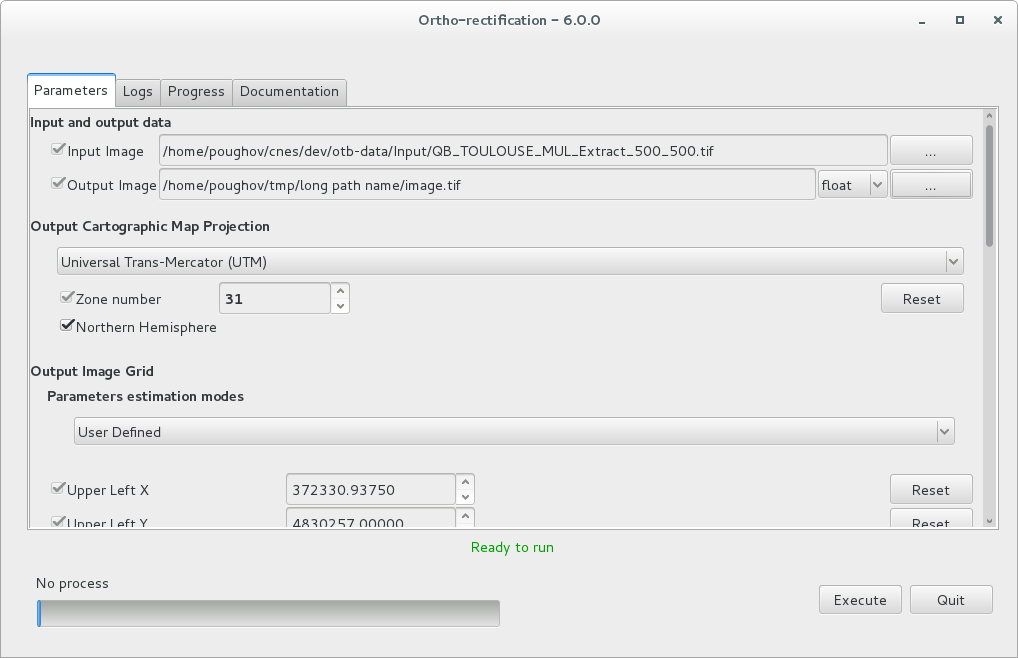 Ortho-rectification - 6.0.0
Parameters Logs Progress Documentation
Input and output data
Input Image /home/poughov/cnes/dev/otb-data/Input/QB_TOULOUSE_MUL_Extract_500_500.tif ...
Output Image /home/poughov/tmp/long path name/image.tif float ...
Output Cartographic Map Projection
Universal Trans-Mercator (UTM)
Zone number 31 Reset
Northern Hemisphere
Output Image Grid
Parameters estimation modes
User Defined
Upper Left X 372330.93750 Reset
Upper Left Y 4830257.00000 Reset
Ready to run
No process
Execute Quit